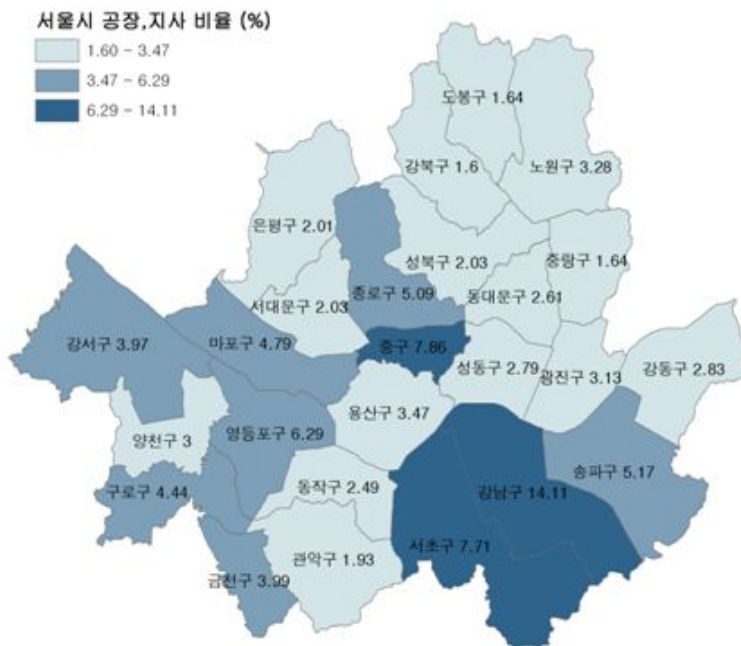 서울시 공장,지사 비율 (%)
1.60 - 3.47
3.47 - 6.29
6.29 - 14.11
도봉구 1.64
강북구 1.6
노원구 3.28
은평구 2.01
성북구 2.03
중랑구 1.64
서대문구 2.03
종로구 5.09
동대문구 2.61
강서구 3.97
마포구 4.79
중구 7.86
성동구 2.79
광진구 3.13
강동구 2.83
양천구 3
영등포구 6.29
용산구 3.47
송파구 5.17
구로구 4.44
동작구 2.49
강남구 14.11
서초구 7.71
금천구 3.99
관악구 1.93